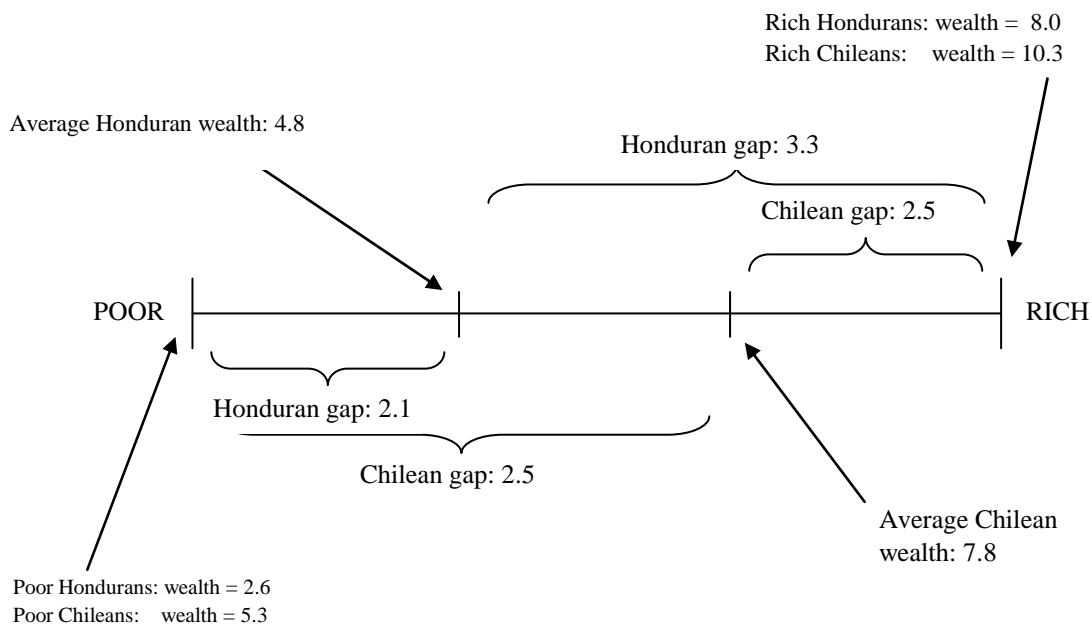 Rich Hondurans: wealth = 8.0
Rich Chileans: wealth = 10.3
Average Honduran wealth: 4.8
Honduran gap: 3.3
Chilean gap: 2.5
POOR
RICH
Honduran gap: 2.1
Chilean gap: 2.5
Average Chilean
wealth: 7.8
Poor Hondurans: wealth = 2.6
Poor Chileans: wealth = 5.3